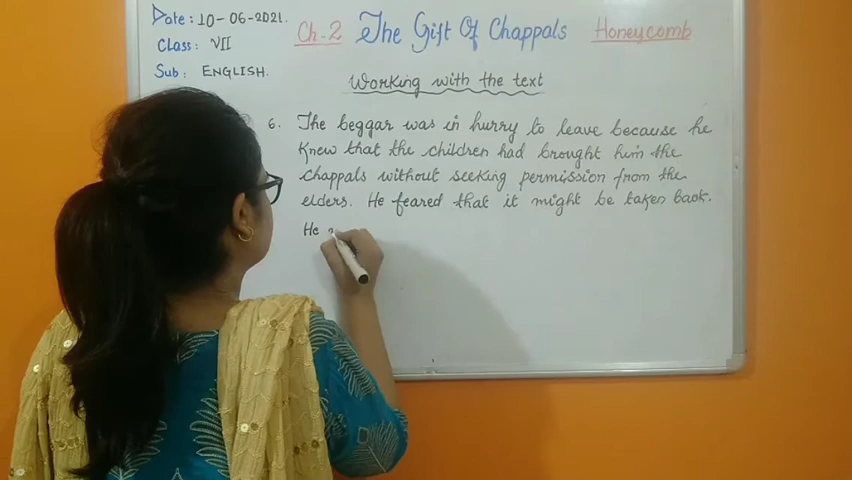 Date: 10-06-2021.
Class: VII
Sub: ENGLISH.
Ch-2 The Gift Of Chappals Honeycomb
Working with the text
6. The beggar was in hurry to leave because he
knew that the children had brought him the
chappals without seeking permission from the
elders. He feared that it might be taken back.
He